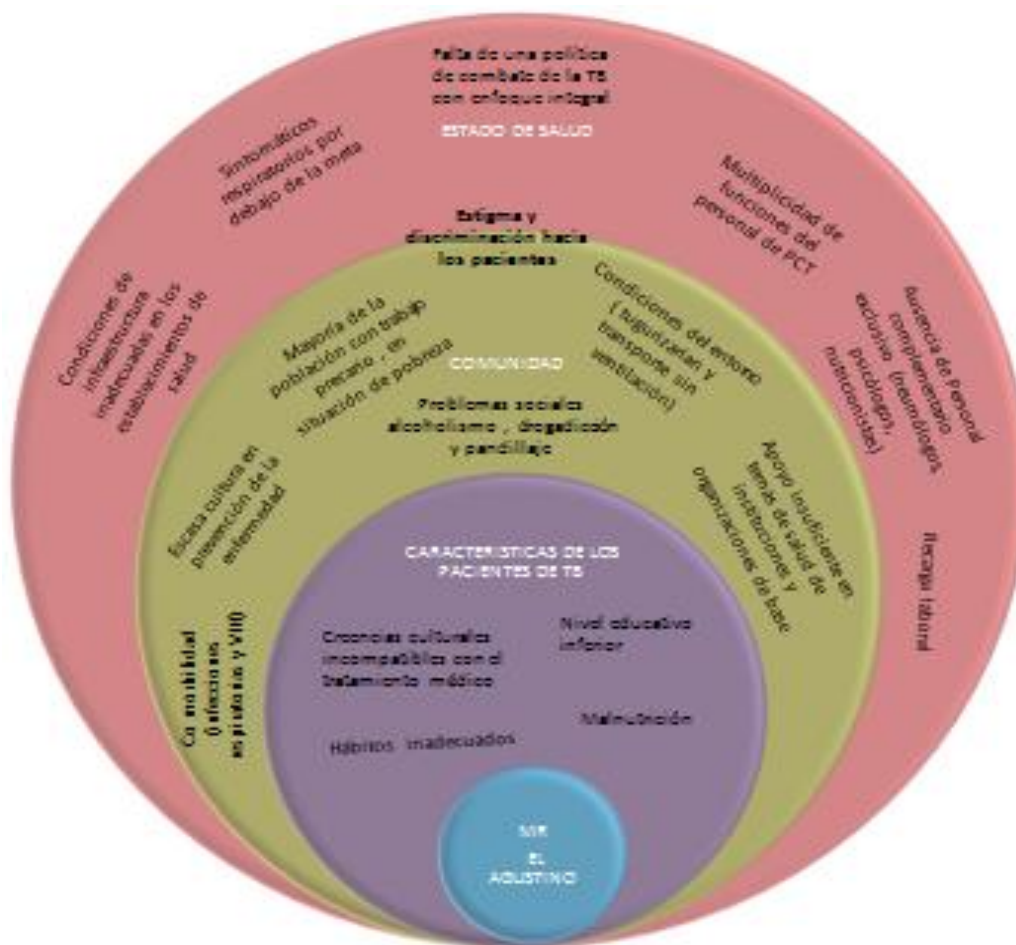 Falta de una política
de combate de la TB
con enfoque integral
ESTADO DE SALUD
Sintomáticos
respiratorios por
debajo de la meta
Multiplicidad de
funciones del
personal de PCT
Condiciones de
infraestructura
inadecuadas en los
establecimientos de
salud
Ausencia de Personal
complementario
exclusivo (neumólogos,
psicólogos,
nutricionistas)
Recarga laboral
Estigma y
discriminación hacia
los pacientes
Mayoría de la
población con trabajo
precario , en
situación de pobreza
Condiciones del entorno
( tugurizadan y
transporte sin
ventilación)
COMUNIDAD
Problemas sociales
alcoholismo , drogadicción
y pandillaje
Escasa cultura en
prevención de la
enfermedad
Apoyo insuficiente en
temas de salud de
instituciones y
organizaciones de base
Co morbilidad
(infecciones
respiratorias y VIH)
CARACTERISTICAS DE LOS
PACIENTES DE TB
Creencias culturales
incompatibles con el
tratamiento médico
Nivel educativo
inferior
Malnutrición
Hábitos inadecuados
EL
AGUSTINO